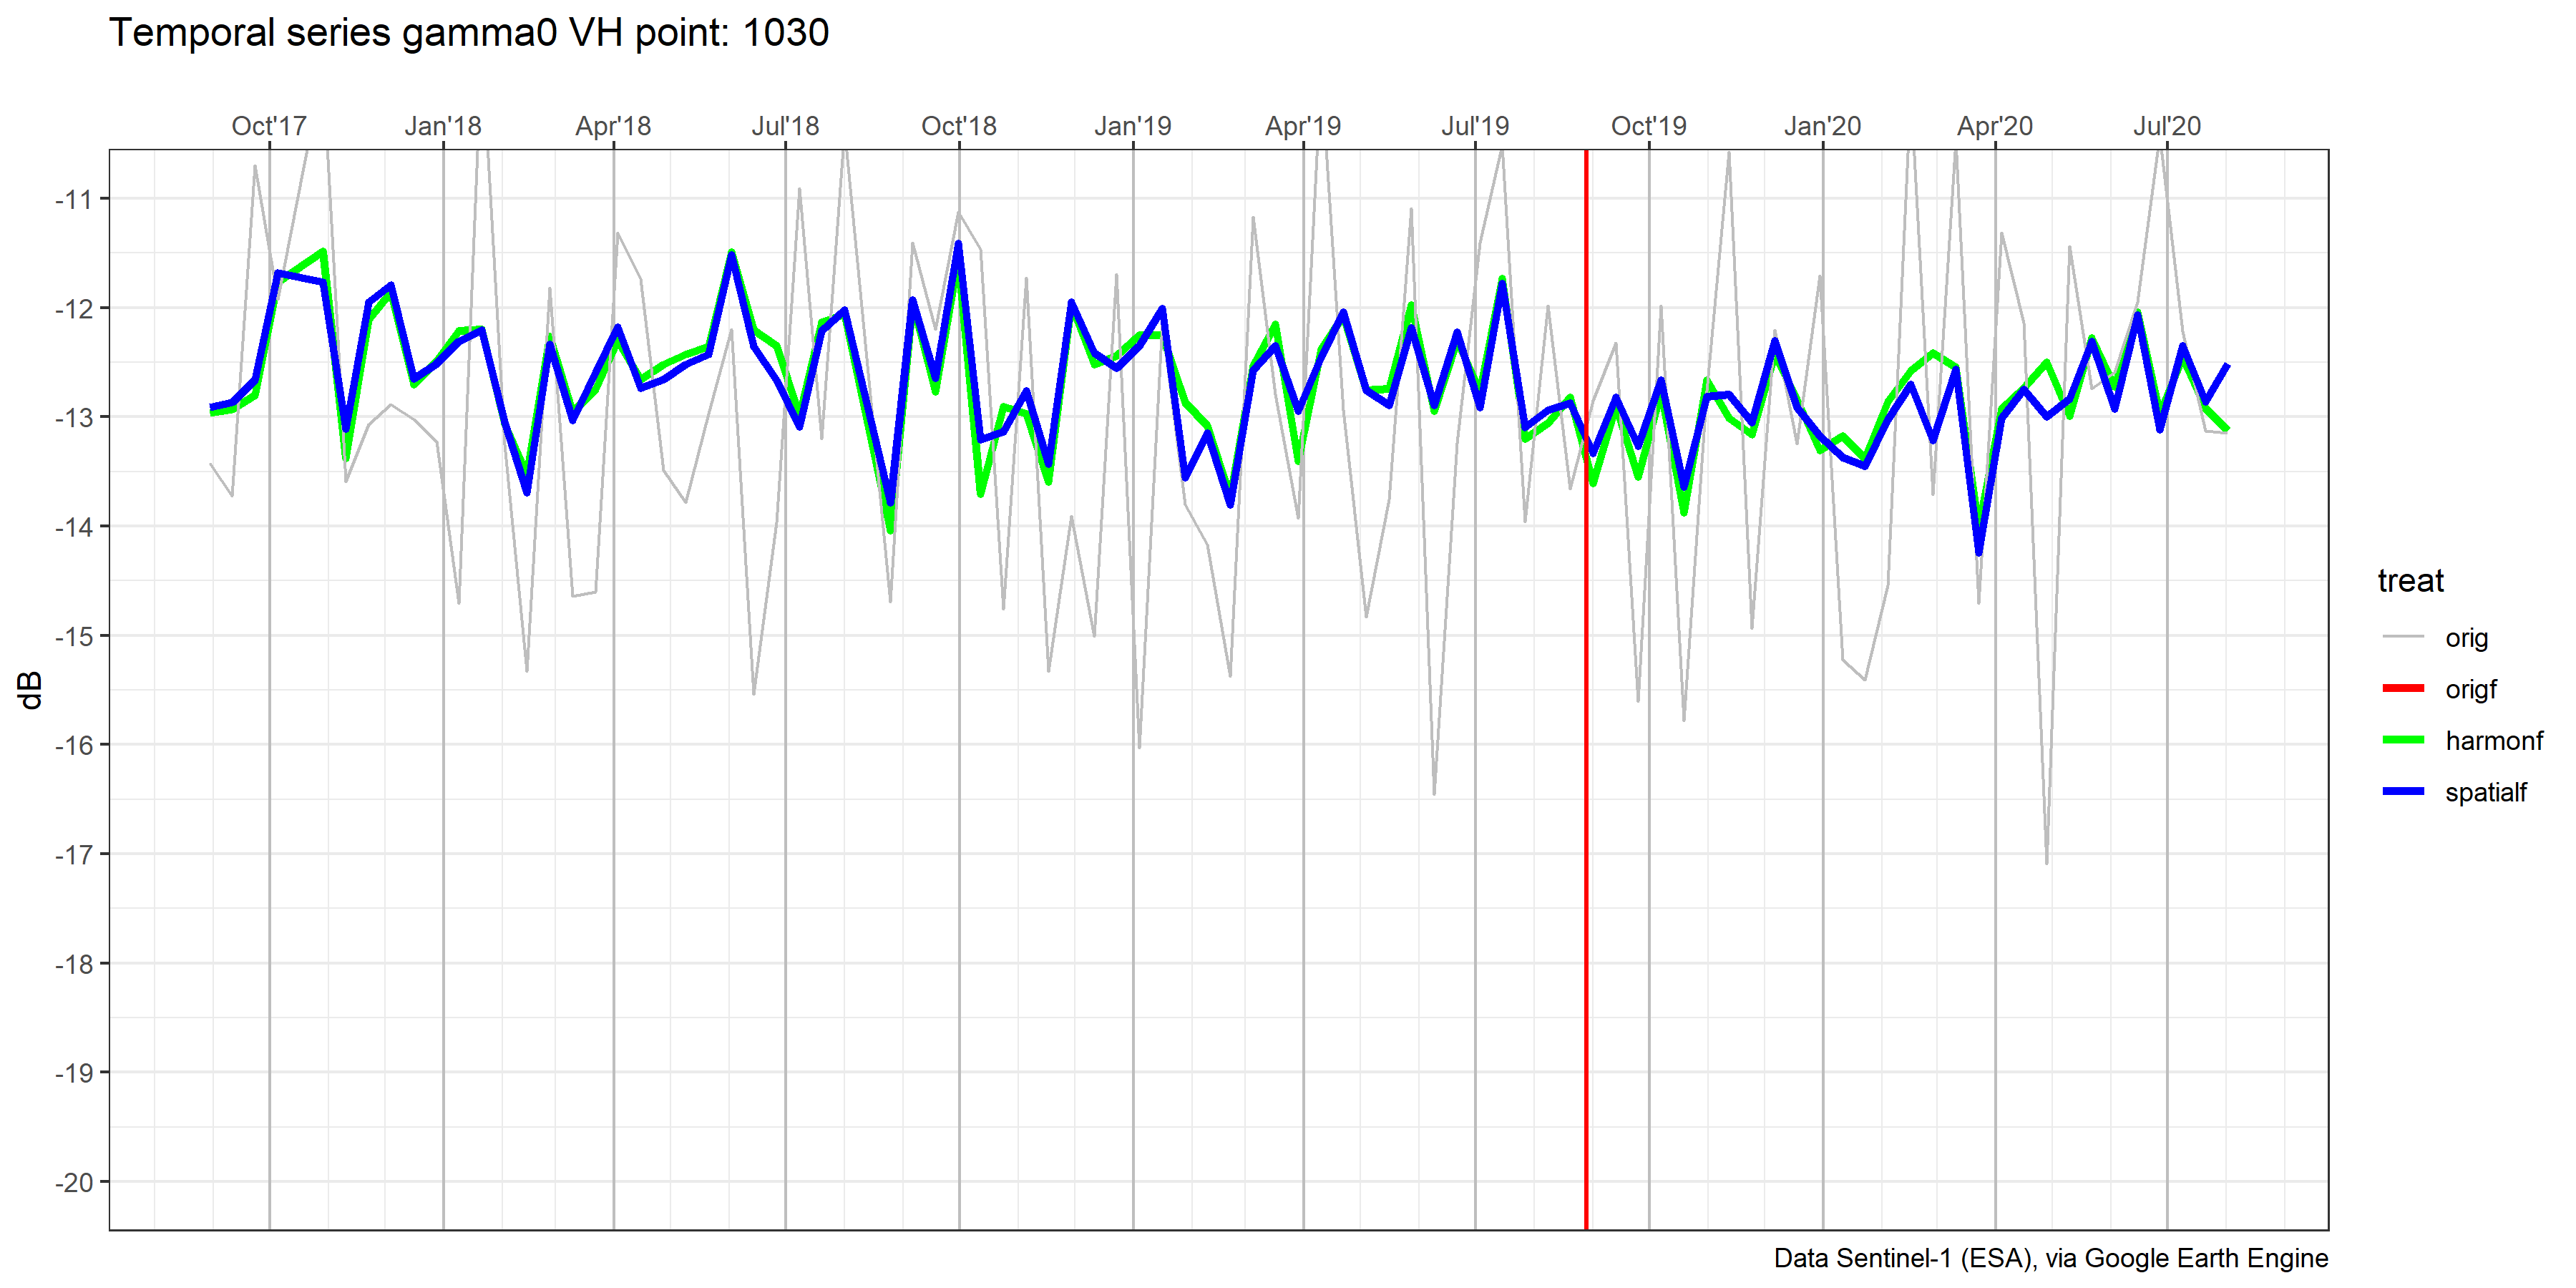 Temporal series gamma0 VH point: 1030
Oct'17 Jan'18 Apr'18 Jul'18 Oct'18 Jan'19 Apr'19 Jul'19 Oct'19 Jan'20 Apr'20 Jul'20
-11
-12
-13
-14
-15
-16
-17
-18
-19
-20
dB
treat
orig
origf
harmonf
spatialf
Data Sentinel-1 (ESA), via Google Earth Engine